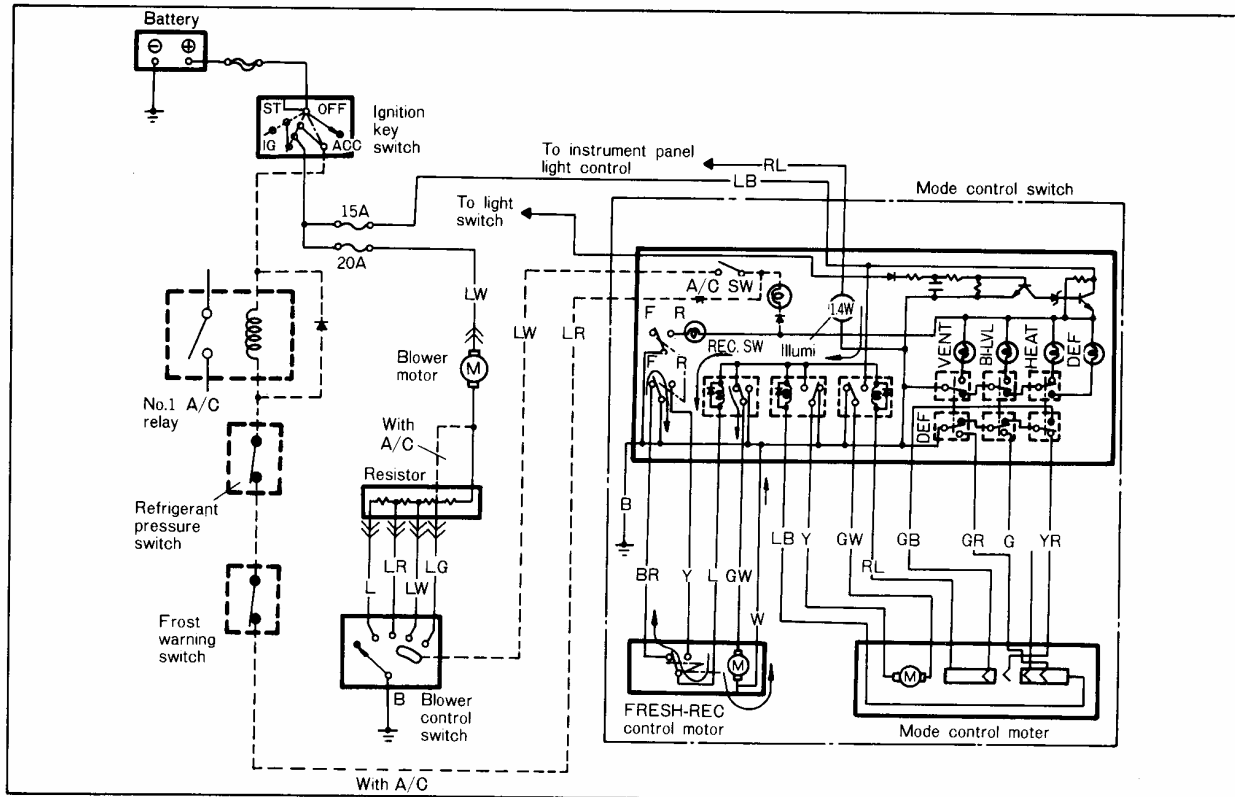 Battery
ST OFF
IG ACC
Ignition
key
switch
To instrument panel
light control
RL
LB
Mode control switch
To light
switch
15A
20A
LW
A/C SW
LW
LR
F R
F R
REC. SW
1.4W
Illumi
VENT
BI-LVL
HEAT
DEF
DEF
Blower
motor
M
No.1
relay
A/C
With
A/C
Resistor
Refrigerant
pressure
switch
L
LR
LW
LG
B
BR
Y
L
GW
W
LB
Y
GW
RL
GB
GR
G
YR
Frost
warning
switch
B
Blower
control
switch
M
M
FRESH-REC
control motor
Mode control moter
With A/C